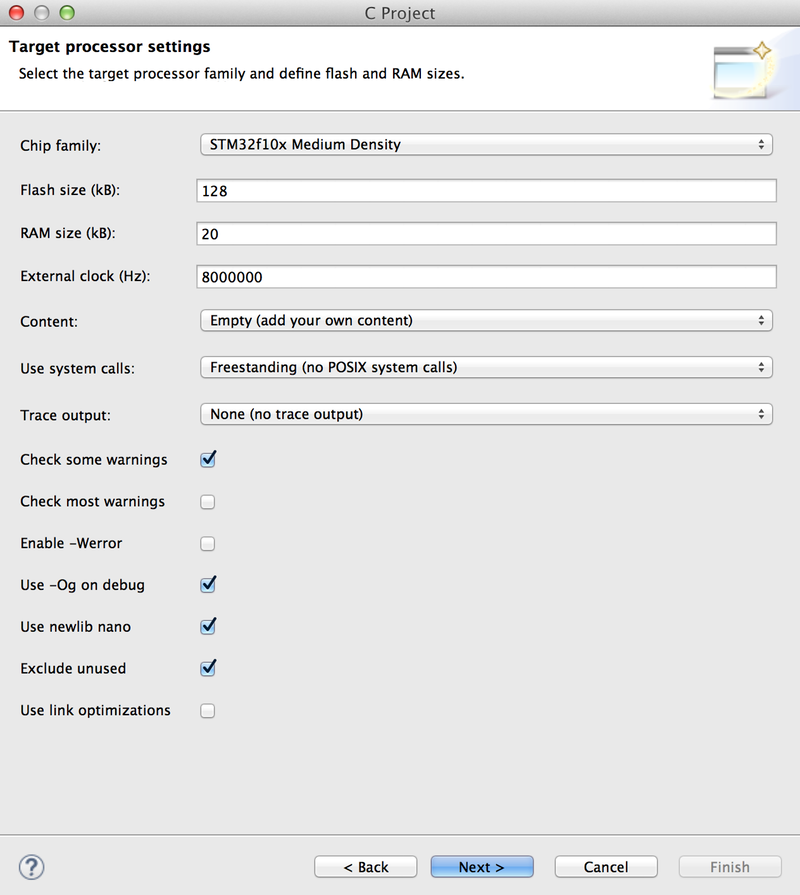 C Project
Target processor settings
Select the target processor family and define flash and RAM sizes.
Chip family: STM32f10x Medium Density
Flash size (kB): 128
RAM size (kB): 20
External clock (Hz): 8000000
Content: Empty (add your own content)
Use system calls: Freestanding (no POSIX system calls)
Trace output: None (no trace output)
Check some warnings
Check most warnings
Enable -Werror
Use -Og on debug
Use newlib nano
Exclude unused
Use link optimizations
? < Back Next > Cancel Finish